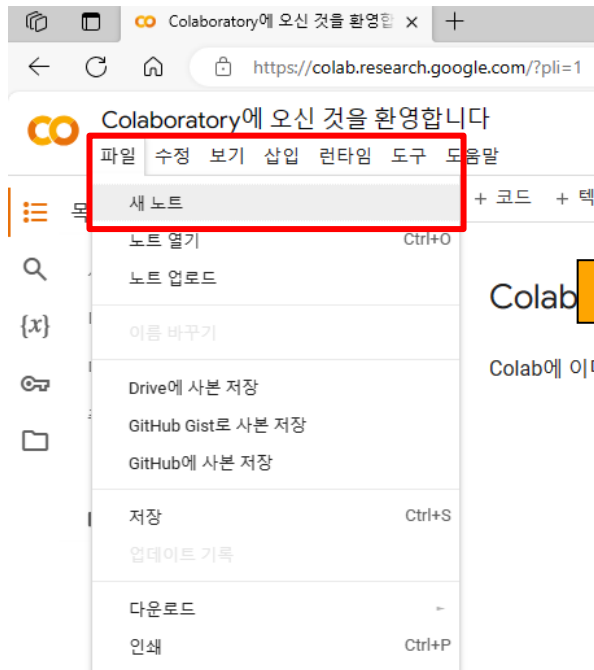 Colaboratory에 오신 것을 환영합
https://colab.research.google.com/?pli=1
Colaboratory에 오신 것을 환영합니다
파일 수정 보기 삽입 런타임 도구 도움말
+ 코드 + 텍
목
새 노트
노트 열기 Ctrl+O
노트 업로드
{x}
이름 바꾸기
Colab
Colab에 이
Drive에 사본 저장
GitHub Gist로 사본 저장
GitHub에 사본 저장
저장 Ctrl+S
업데이트 기록
다운로드
인쇄 Ctrl+P